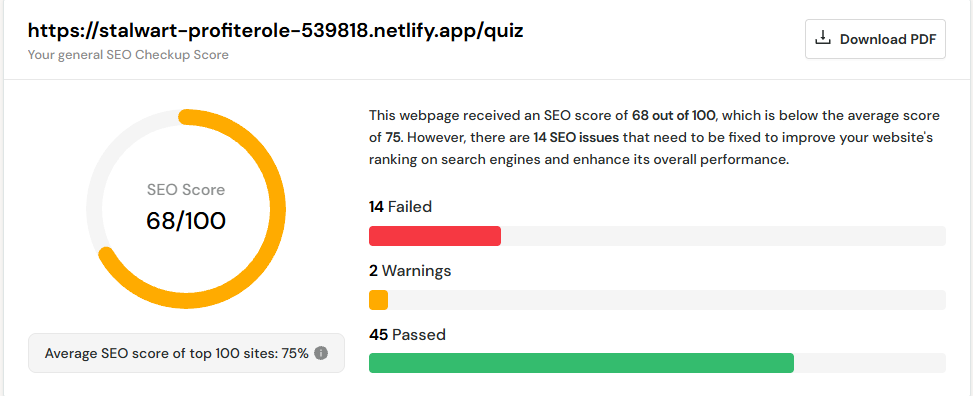 https://stalwart-profiterole-539818.netlify.app/quiz
Your general SEO Checkup Score
Download PDF
SEO Score
68/100
Average SEO score of top 100 sites: 75%
This webpage received an SEO score of 68 out of 100, which is below the average score
of 75. However, there are 14 SEO issues that need to be fixed to improve your website's
ranking on search engines and enhance its overall performance.
14 Failed
2 Warnings
45 Passed